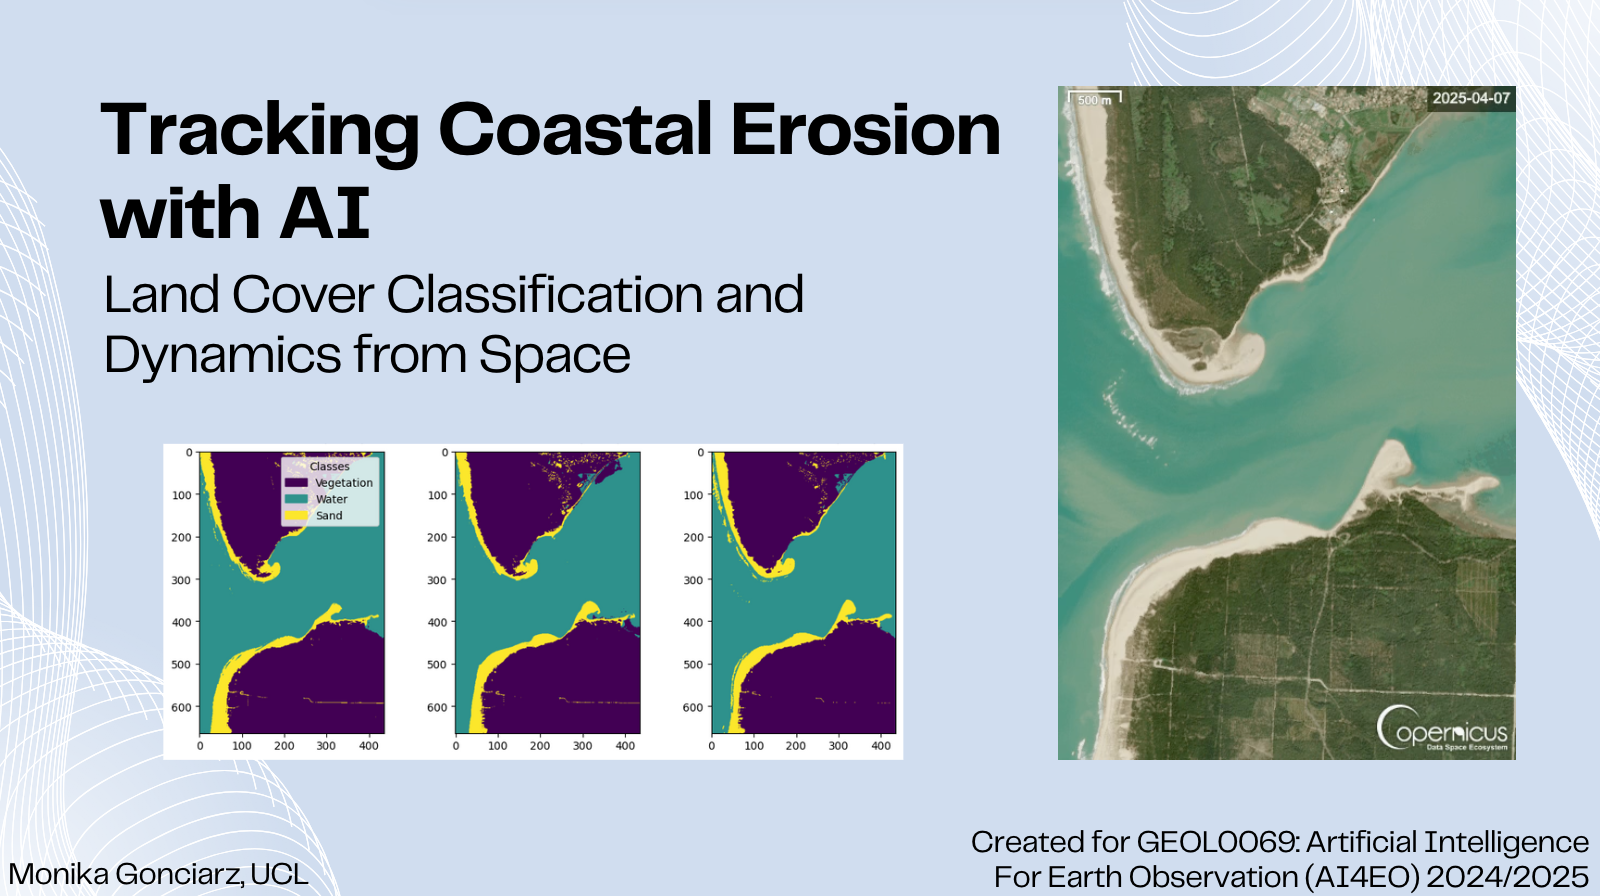 Tracking Coastal Erosion
with AI
Land Cover Classification and
Dynamics from Space
500 m
2025-04-07
Copernicus
Data Space Ecosystem
Classes
Vegetation
Water
Sand
0
100
200
300
400
500
600
0 100 200 300 400
0
100
200
300
400
500
600
0 100 200 300 400
0
100
200
300
400
500
600
0 100 200 300 400
Monika Gonciarz, UCL
Created for GEOL0069: Artificial Intelligence
For Earth Observation (AI4EO) 2024/2025